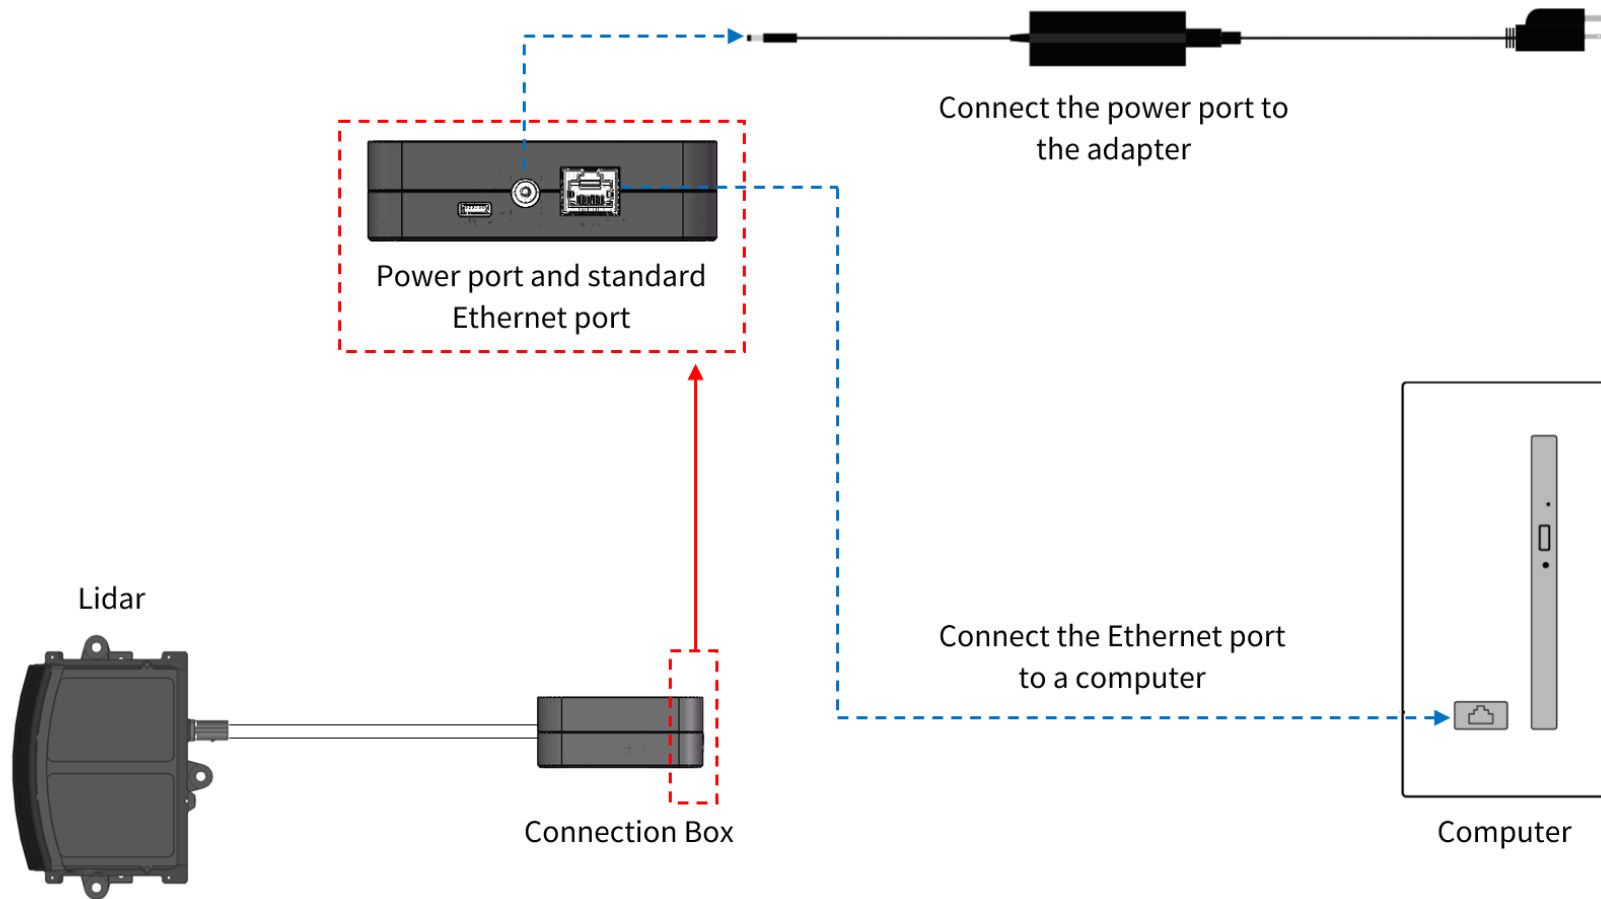 Connect the power port to
the adapter
Power port and standard
Ethernet port
Lidar
Connect the Ethernet port
to a computer
Connection Box
Computer